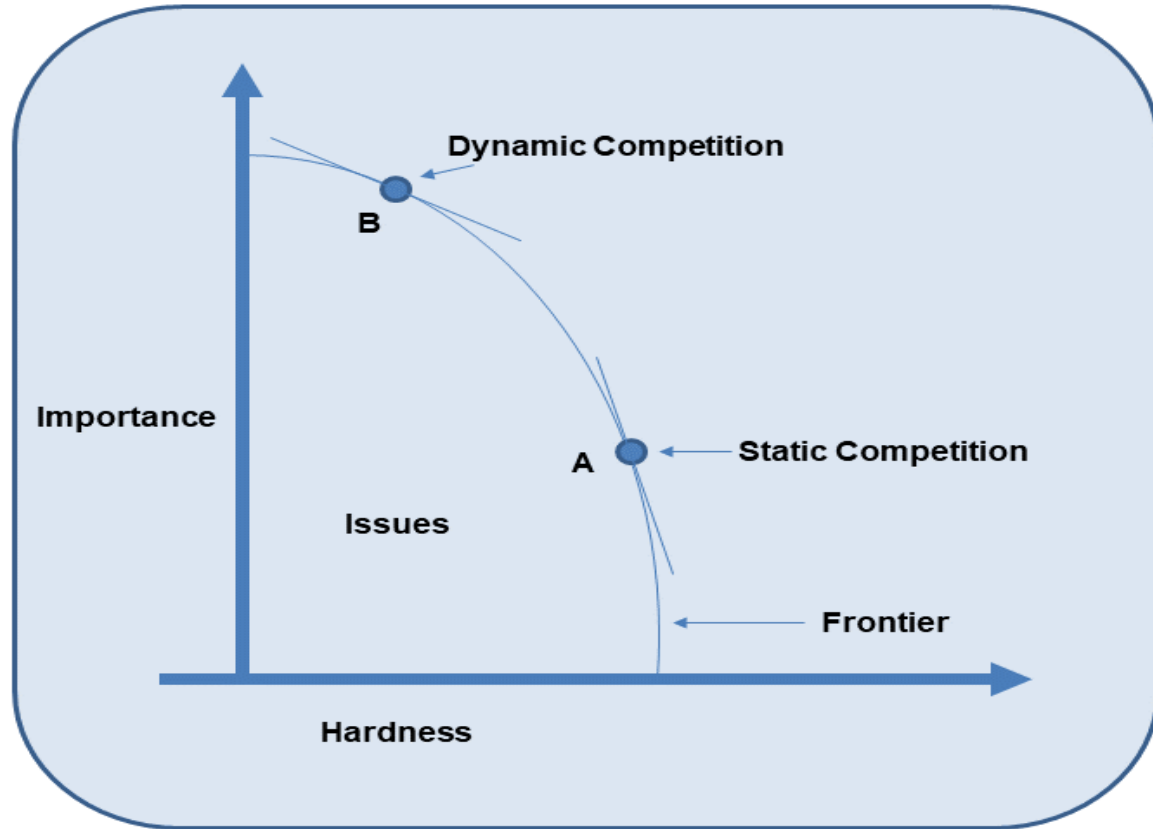 Dynamic Competition
B
Importance
A
Static Competition
Issues
Frontier
Hardness